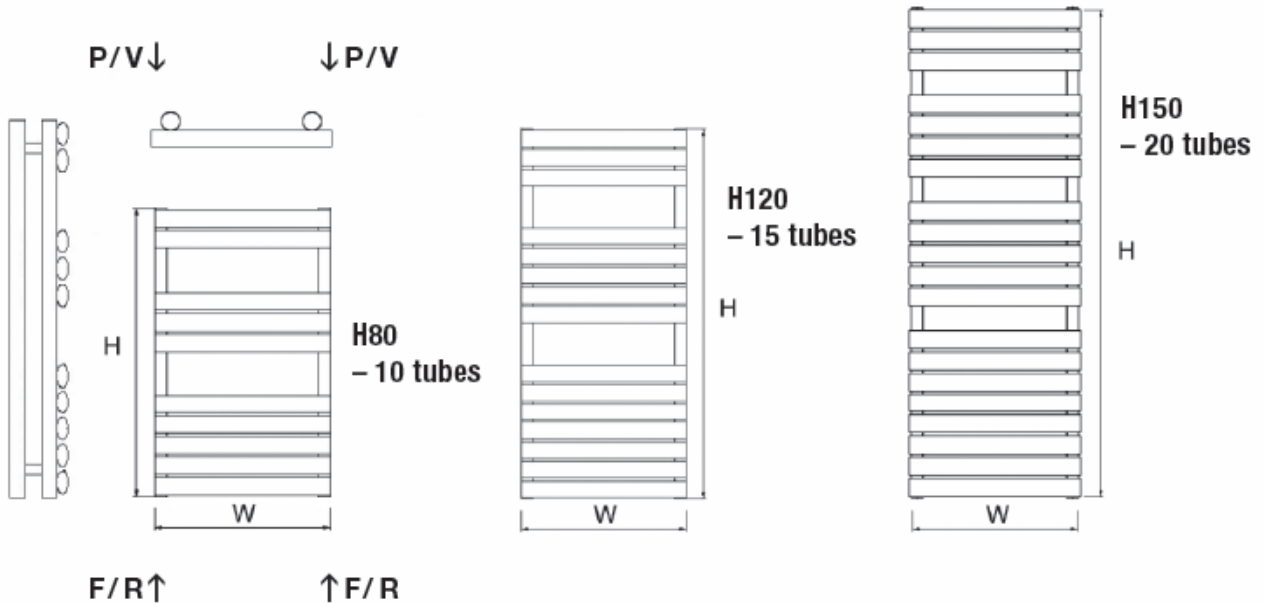 P/V↓ ↓P/V
H
W
H80
– 10 tubes
F/R↑ ↑F/R
H120
– 15 tubes
H
W
H150
– 20 tubes
H
W